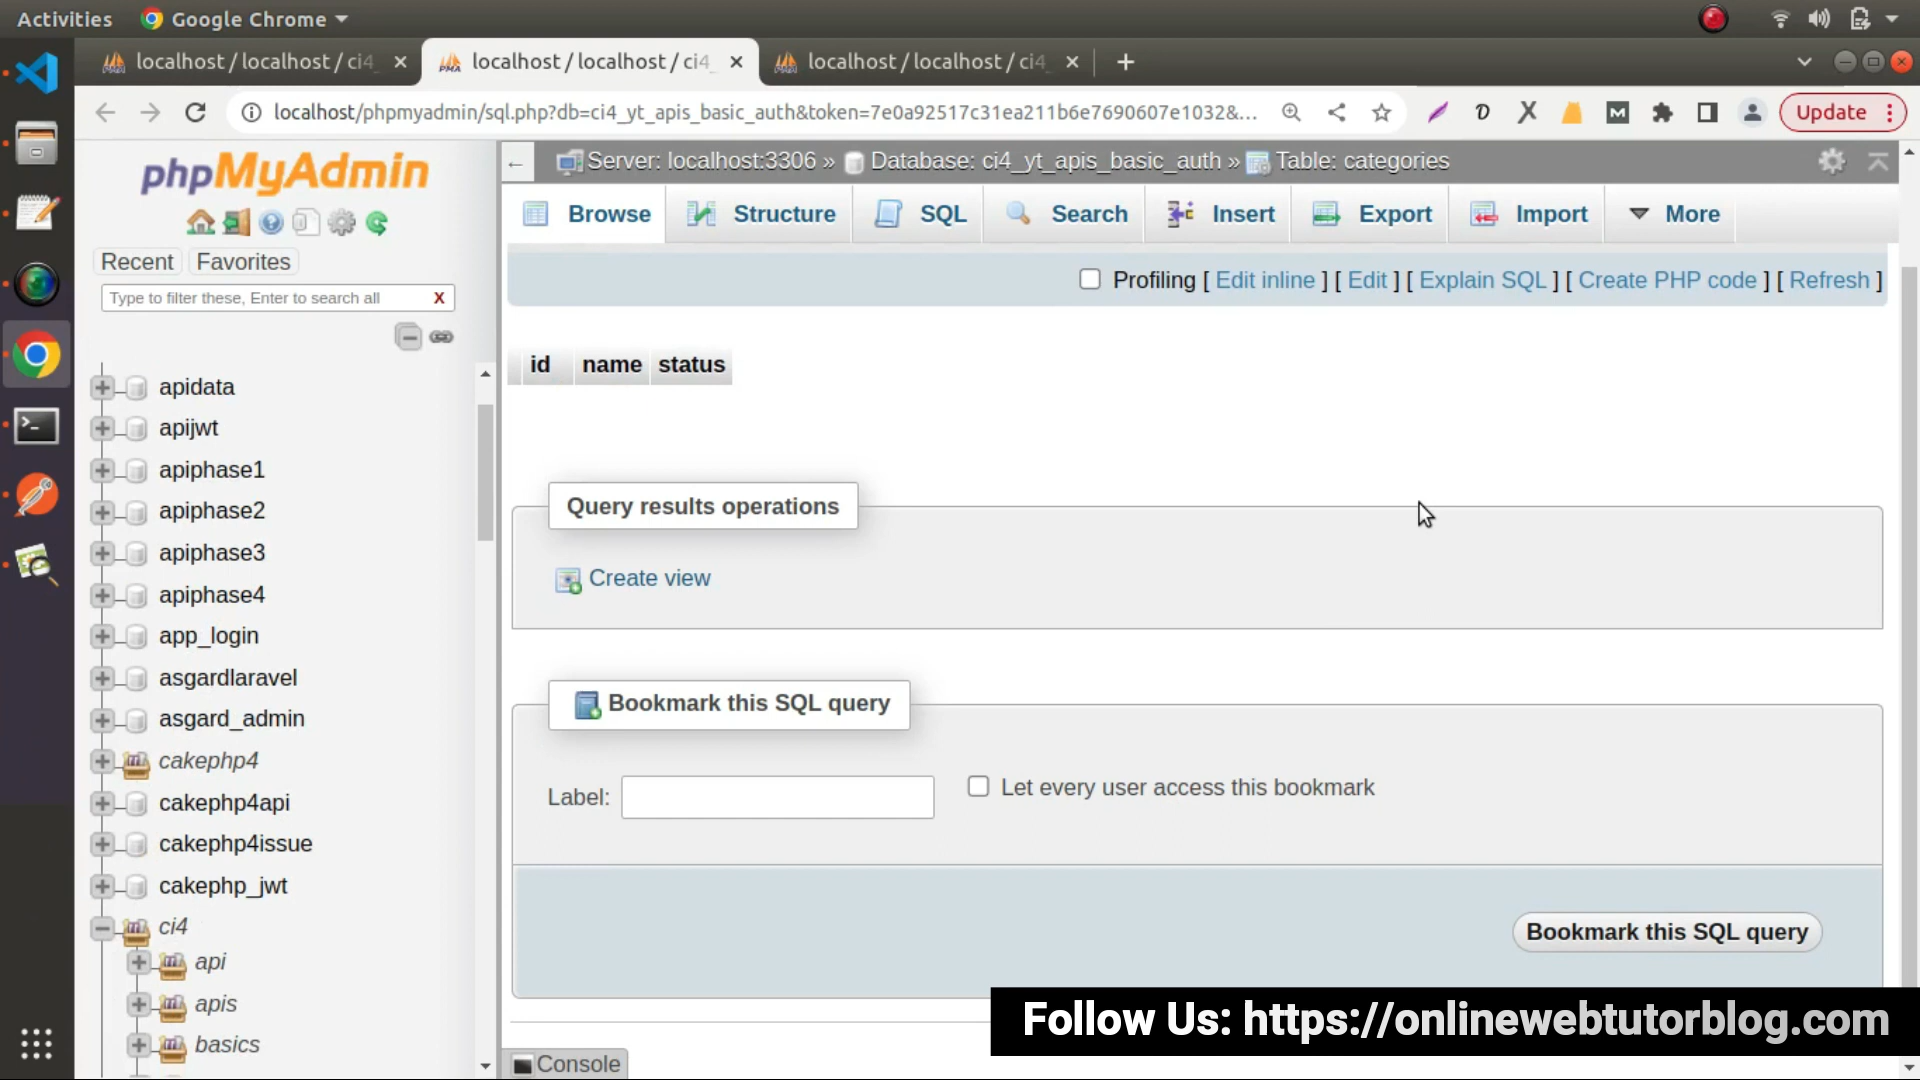 Activities
Google Chrome
localhost / localhost / ci4_
localhost / localhost / ci4_
localhost / localhost / ci4_
localhost/phpmyadmin/sql.php?db=ci4_yt_apis_basic_auth&token=7e0a92517c31ea211b6e7690607e1032&...
Update
phpMyAdmin
Server: localhost:3306 » Database: ci4_yt_apis_basic_auth » Table: categories
Browse Structure SQL Search Insert Export Import More
Recent Favorites
Type to filter these, Enter to search all X
Profiling [ Edit inline ] [ Edit ] [ Explain SQL ] [ Create PHP code ] [ Refresh ]
id name status
apidata
apijwt
apiphase1
apiphase2
apiphase3
apiphase4
app_login
asgardlaravel
asgard_admin
cakephp4
cakephp4api
cakephp4issue
cakephp_jwt
ci4
api
apis
basics
Query results operations
Create view
Bookmark this SQL query
Label:
Let every user access this bookmark
Bookmark this SQL query
Console
Follow Us: https://onlinewebtutorblog.com